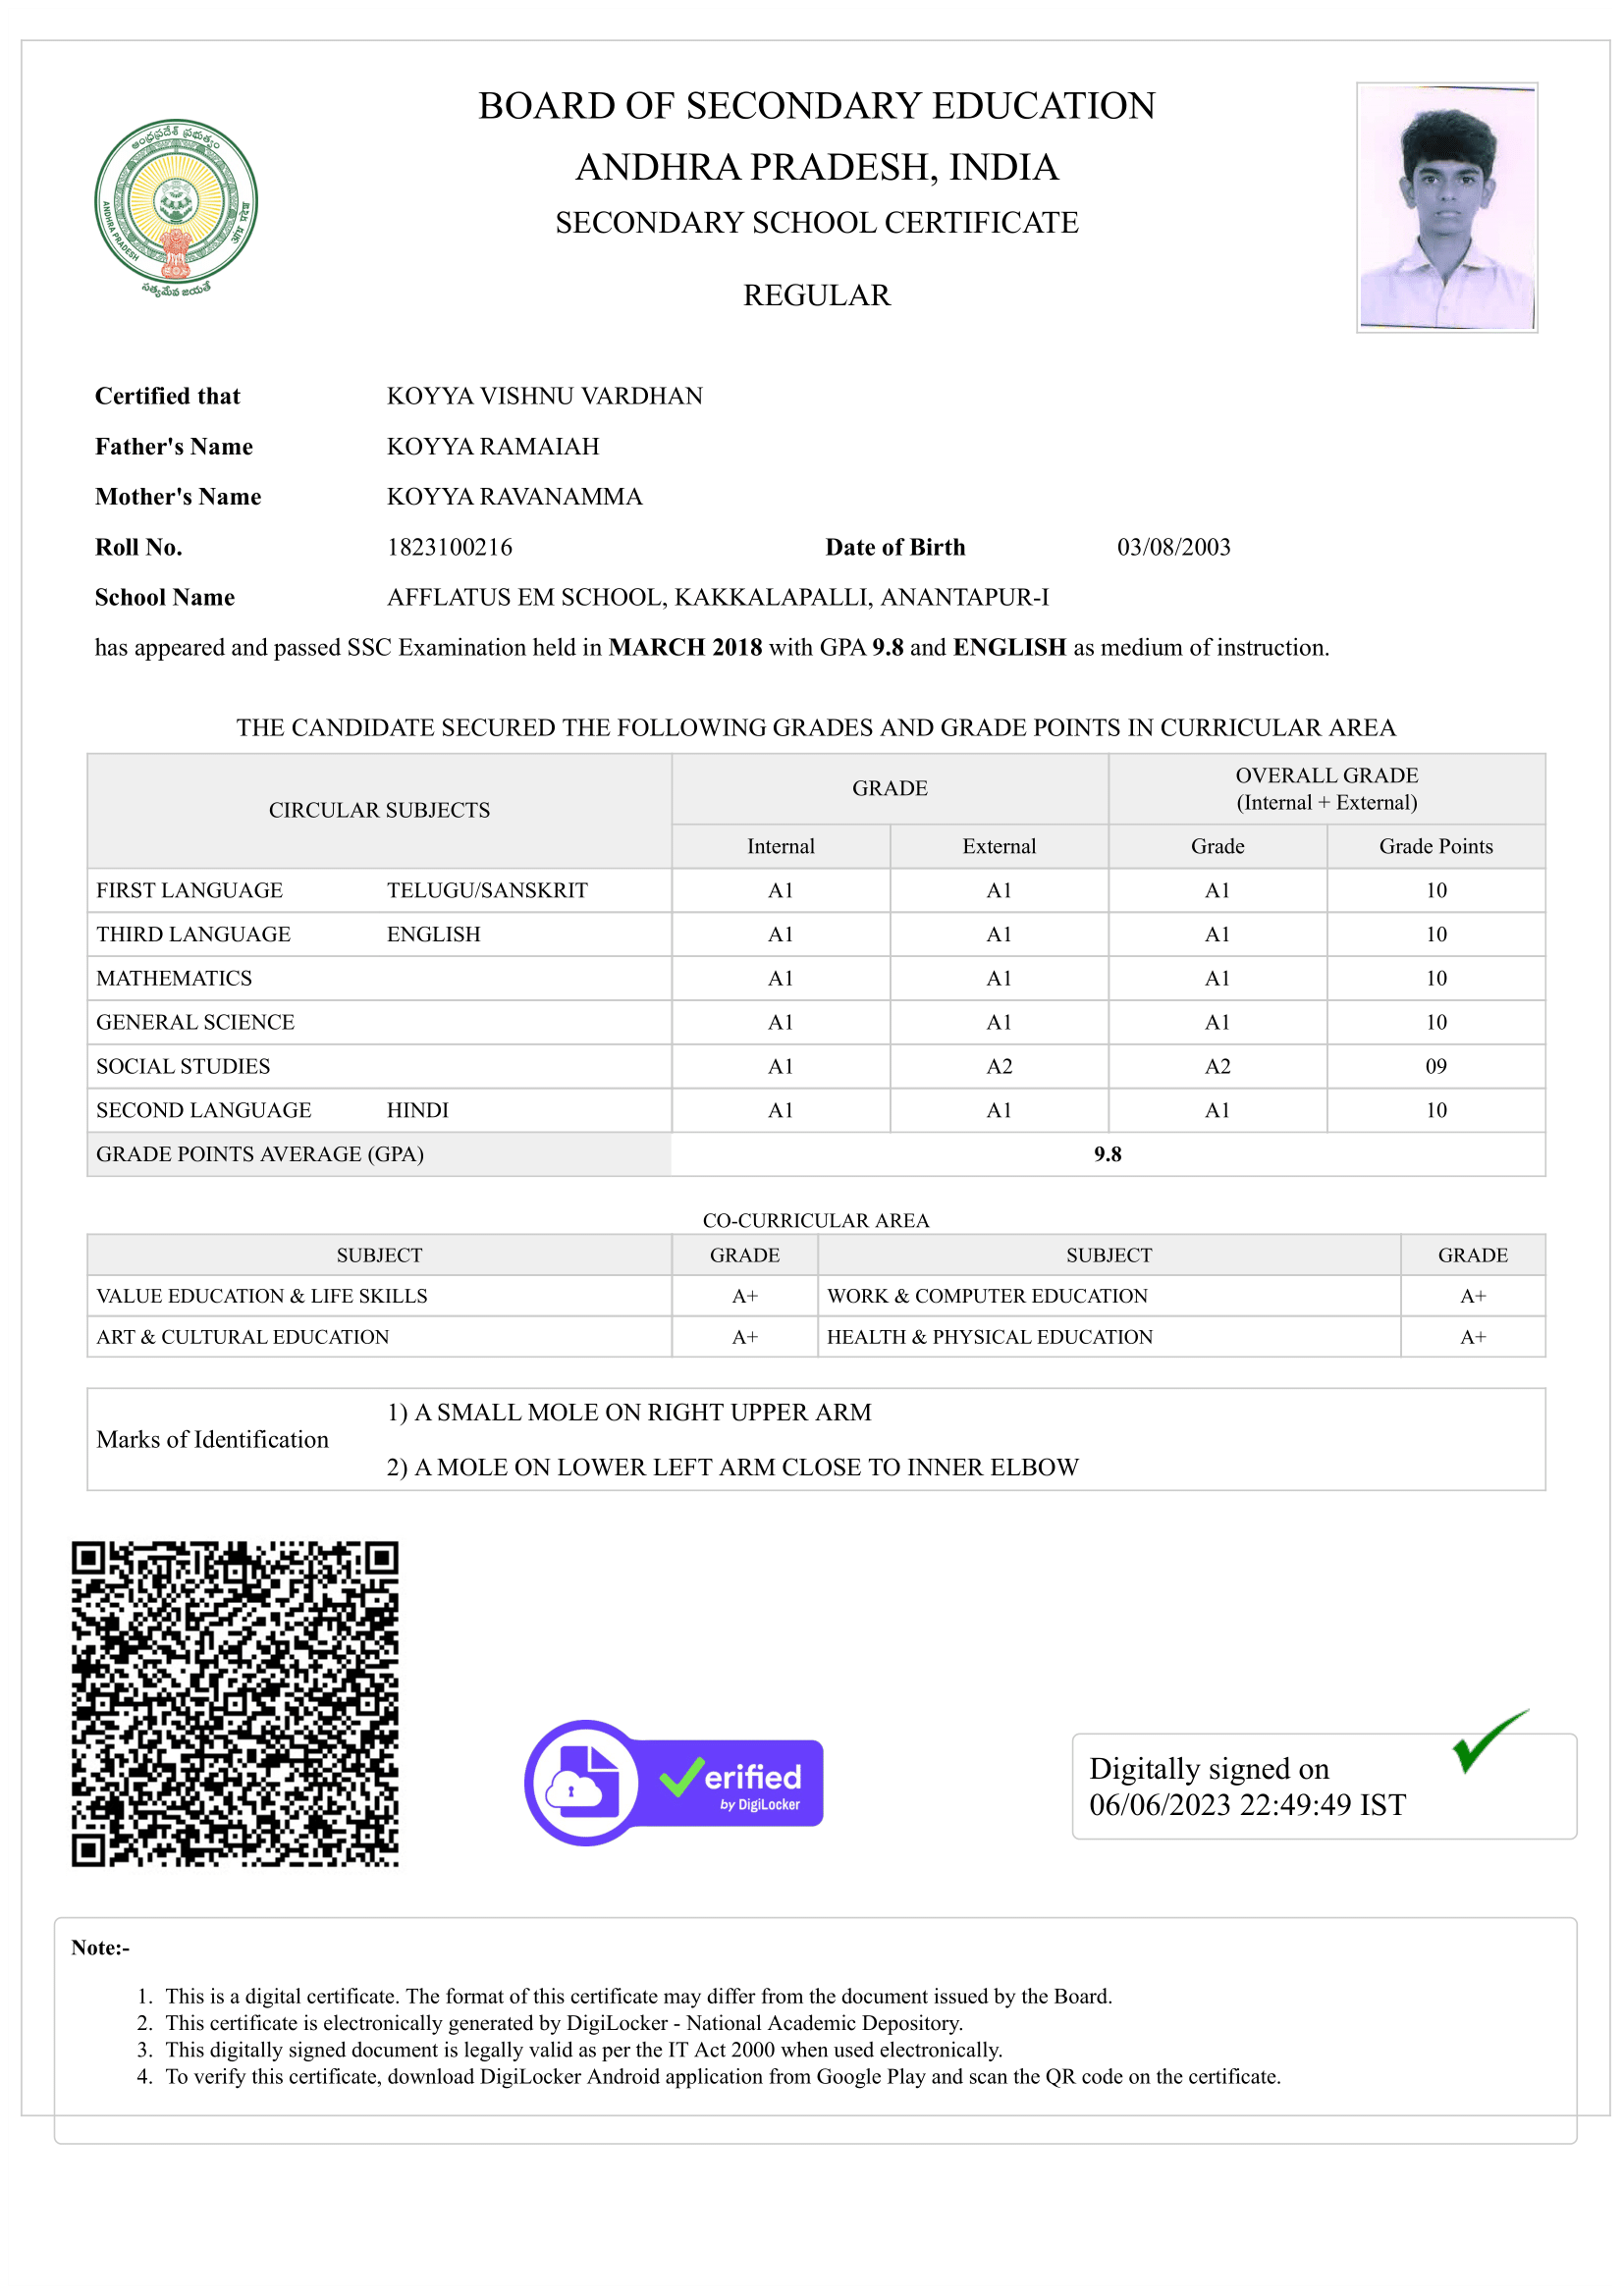 BOARD OF SECONDARY EDUCATION
ANDHRA PRADESH, INDIA
SECONDARY SCHOOL CERTIFICATE
REGULAR
ఆంధ్రప్రదేశ్ ప్రభుత్వం
ANDHRA PRADESH
आंध्र प्रदेश
సత్యమేవ జయతే
Certified that KOYYA VISHNU VARDHAN
Father's Name KOYYA RAMAIAH
Mother's Name KOYYA RAVANAMMA
Roll No. 1823100216 Date of Birth 03/08/2003
School Name AFFLATUS EM SCHOOL, KAKKALAPALLI, ANANTAPUR-I
has appeared and passed SSC Examination held in MARCH 2018 with GPA 9.8 and ENGLISH as medium of instruction.
THE CANDIDATE SECURED THE FOLLOWING GRADES AND GRADE POINTS IN CURRICULAR AREA
CIRCULAR SUBJECTS GRADE OVERALL GRADE
(Internal + External)
Internal External Grade Grade Points
FIRST LANGUAGE TELUGU/SANSKRIT A1 A1 A1 10
THIRD LANGUAGE ENGLISH A1 A1 A1 10
MATHEMATICS A1 A1 A1 10
GENERAL SCIENCE A1 A1 A1 10
SOCIAL STUDIES A1 A2 A2 09
SECOND LANGUAGE HINDI A1 A1 A1 10
GRADE POINTS AVERAGE (GPA) 9.8
CO-CURRICULAR AREA
SUBJECT GRADE SUBJECT GRADE
VALUE EDUCATION & LIFE SKILLS A+ WORK & COMPUTER EDUCATION A+
ART & CULTURAL EDUCATION A+ HEALTH & PHYSICAL EDUCATION A+
Marks of Identification
1) A SMALL MOLE ON RIGHT UPPER ARM
2) A MOLE ON LOWER LEFT ARM CLOSE TO INNER ELBOW
erified
by DigiLocker
Digitally signed on
06/06/2023 22:49:49 IST
Note:-
1. This is a digital certificate. The format of this certificate may differ from the document issued by the Board.
2. This certificate is electronically generated by DigiLocker - National Academic Depository.
3. This digitally signed document is legally valid as per the IT Act 2000 when used electronically.
4. To verify this certificate, download DigiLocker Android application from Google Play and scan the QR code on the certificate.